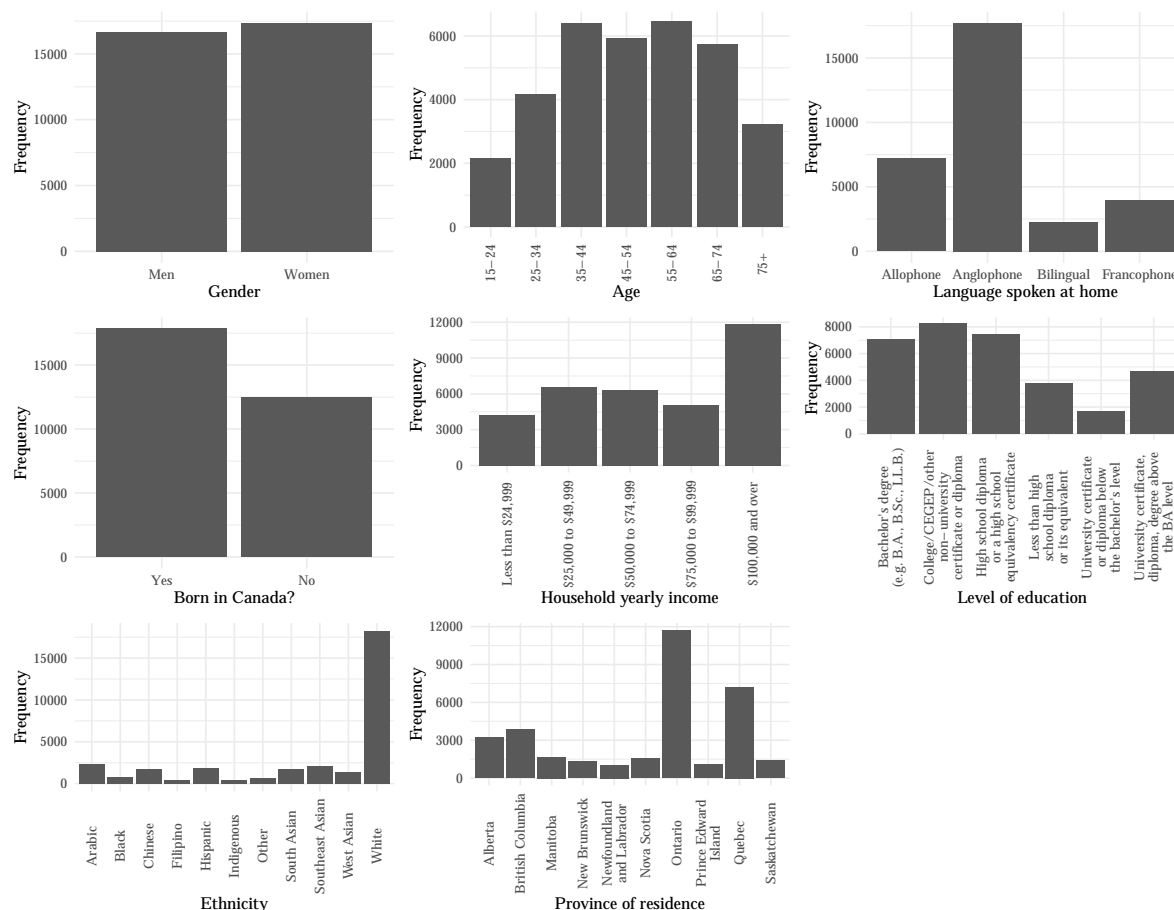 Frequency
15000
10000
5000
0
Men
Women
Gender
Frequency
6000
4000
2000
0
15−24
25−34
35−44
45−54
55−64
65−74
75+
Age
Frequency
15000
10000
5000
0
Allophone
Anglophone
Bilingual
Francophone
Language spoken at home
Frequency
15000
10000
5000
0
Yes
No
Born in Canada?
Frequency
12000
9000
6000
3000
0
Less than $24,999
$25,000 to $49,999
$50,000 to $74,999
$75,000 to $99,999
$100,000 and over
Household yearly income
Frequency
8000
6000
4000
2000
0
Bachelor's degree
(e.g. B.A., B.Sc., LL.B.)
College/CEGEP/other
non−university
certificate or diploma
High school diploma
or a high school
equivalency certificate
Less than high
school diploma
or its equivalent
University certificate
or diploma below
the bachelor's level
University certificate,
diploma, degree above
the BA level
Level of education
Frequency
15000
10000
5000
0
Arabic
Black
Chinese
Filipino
Hispanic
Indigenous
Other
South Asian
Southeast Asian
West Asian
White
Ethnicity
Frequency
12000
9000
6000
3000
0
Alberta
British Columbia
Manitoba
New Brunswick
Newfoundland
and Labrador
Nova Scotia
Ontario
Prince Edward
Island
Quebec
Saskatchewan
Province of residence